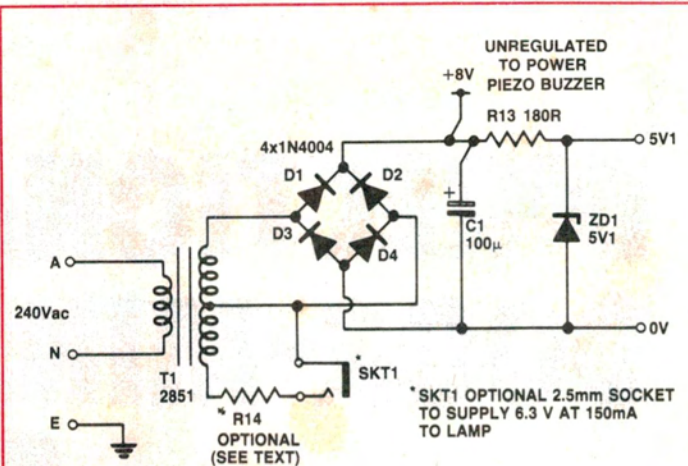 UNREGULATED
TO POWER
PIEZO BUZZER
+8V
R13 180R
5V1
4x1N4004
D1
D2
D3
D4
+
C1
100µ
ZD1
5V1
A
240Vac
N
T1
2851
0V
*
SKT1
E
*
R14
OPTIONAL
(SEE TEXT)
*SKT1 OPTIONAL 2.5mm SOCKET
TO SUPPLY 6.3 V AT 150mA
TO LAMP